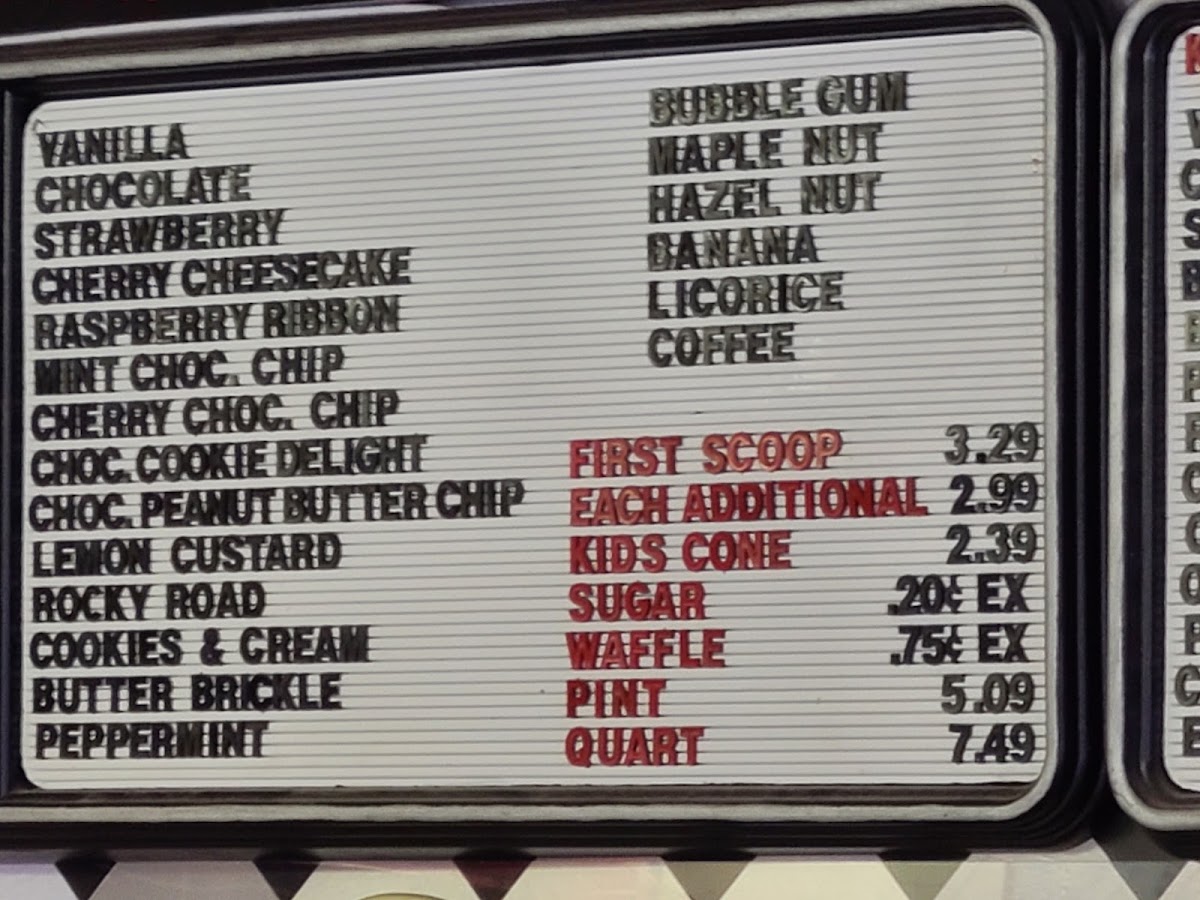 VANILLA
CHOCOLATE
STRAWBERRY
CHERRY CHEESECAKE
RASPBERRY RIBBON
MINT CHOC. CHIP
CHERRY CHOC. CHIP
CHOC. COOKIE DELIGHT
CHOC. PEANUT BUTTER CHIP
LEMON CUSTARD
ROCKY ROAD
COOKIES & CREAM
BUTTER BRICKLE
PEPPERMINT
BUBBLE GUM
MAPLE NUT
HAZEL NUT
BANANA
LICORICE
COFFEE
FIRST SCOOP 3.29
EACH ADDITIONAL 2.99
KIDS CONE 2.39
SUGAR .20¢ EX
WAFFLE .75¢ EX
PINT 5.09
QUART 7.49